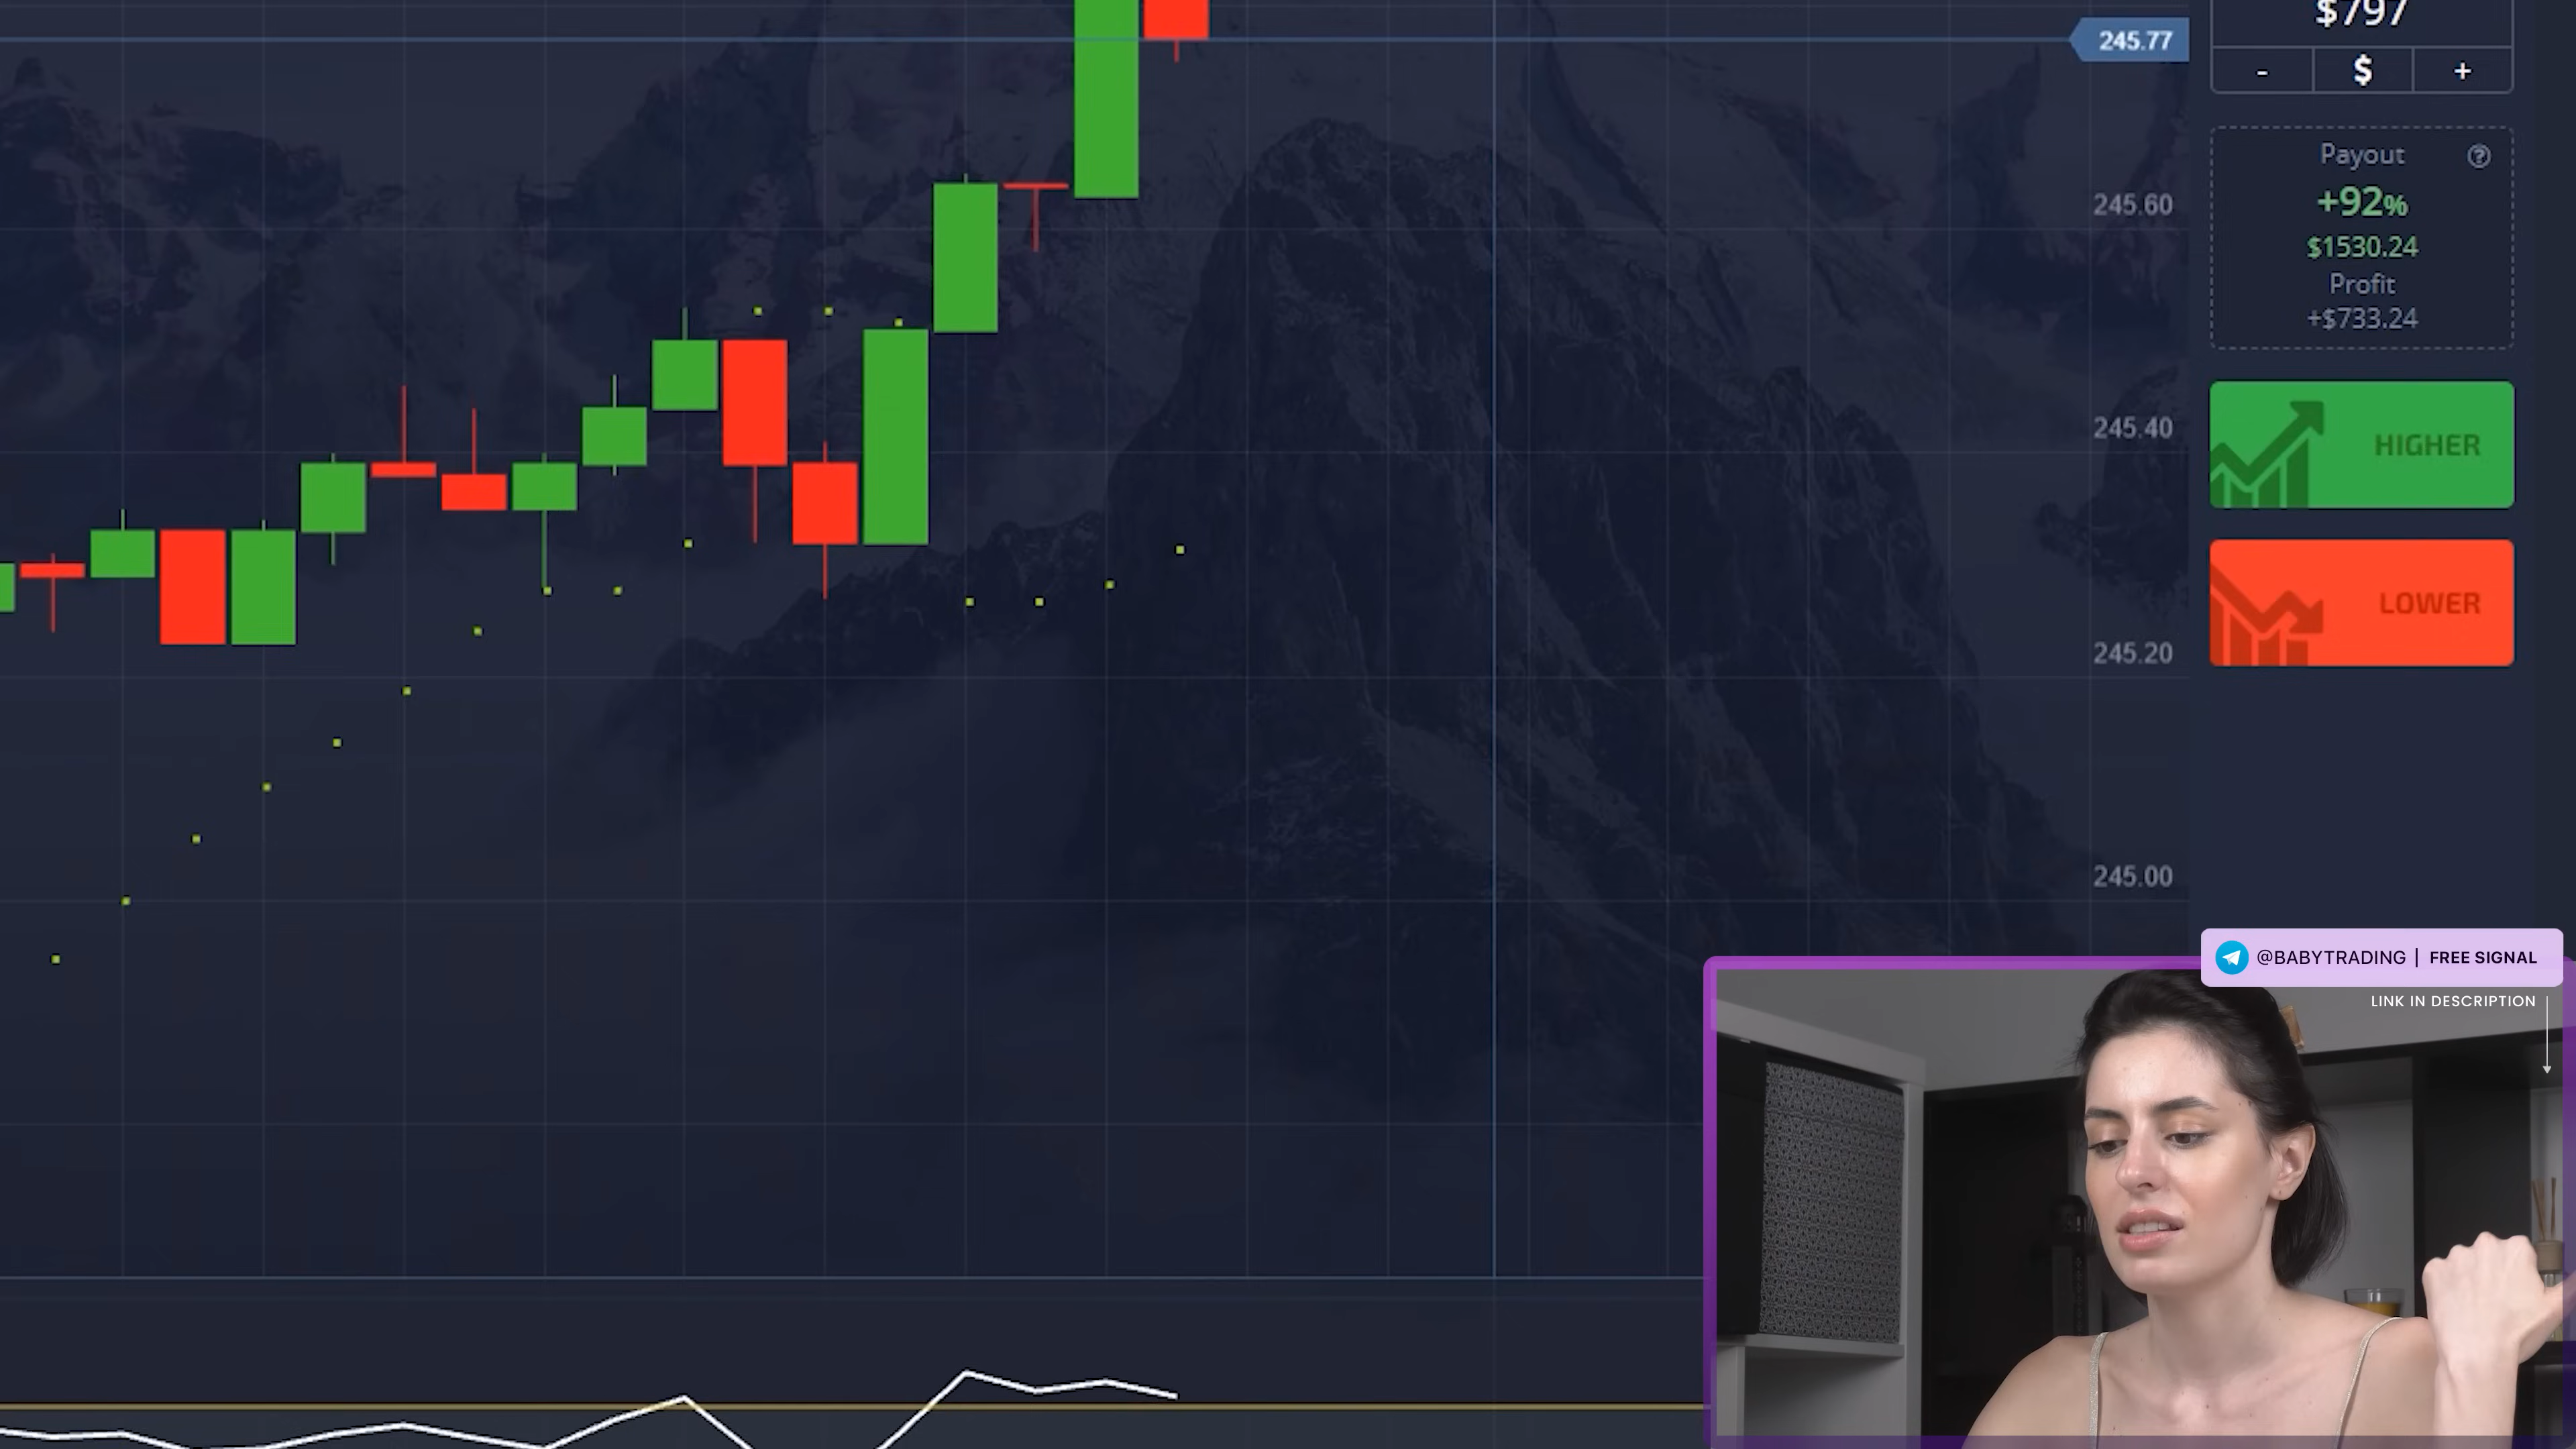 $797
245.77
- $ +
Payout ?
+92%
$1530.24
Profit
+$733.24
245.60
HIGHER
245.40
LOWER
245.20
245.00
@BABYTRADING | FREE SIGNAL
LINK IN DESCRIPTION